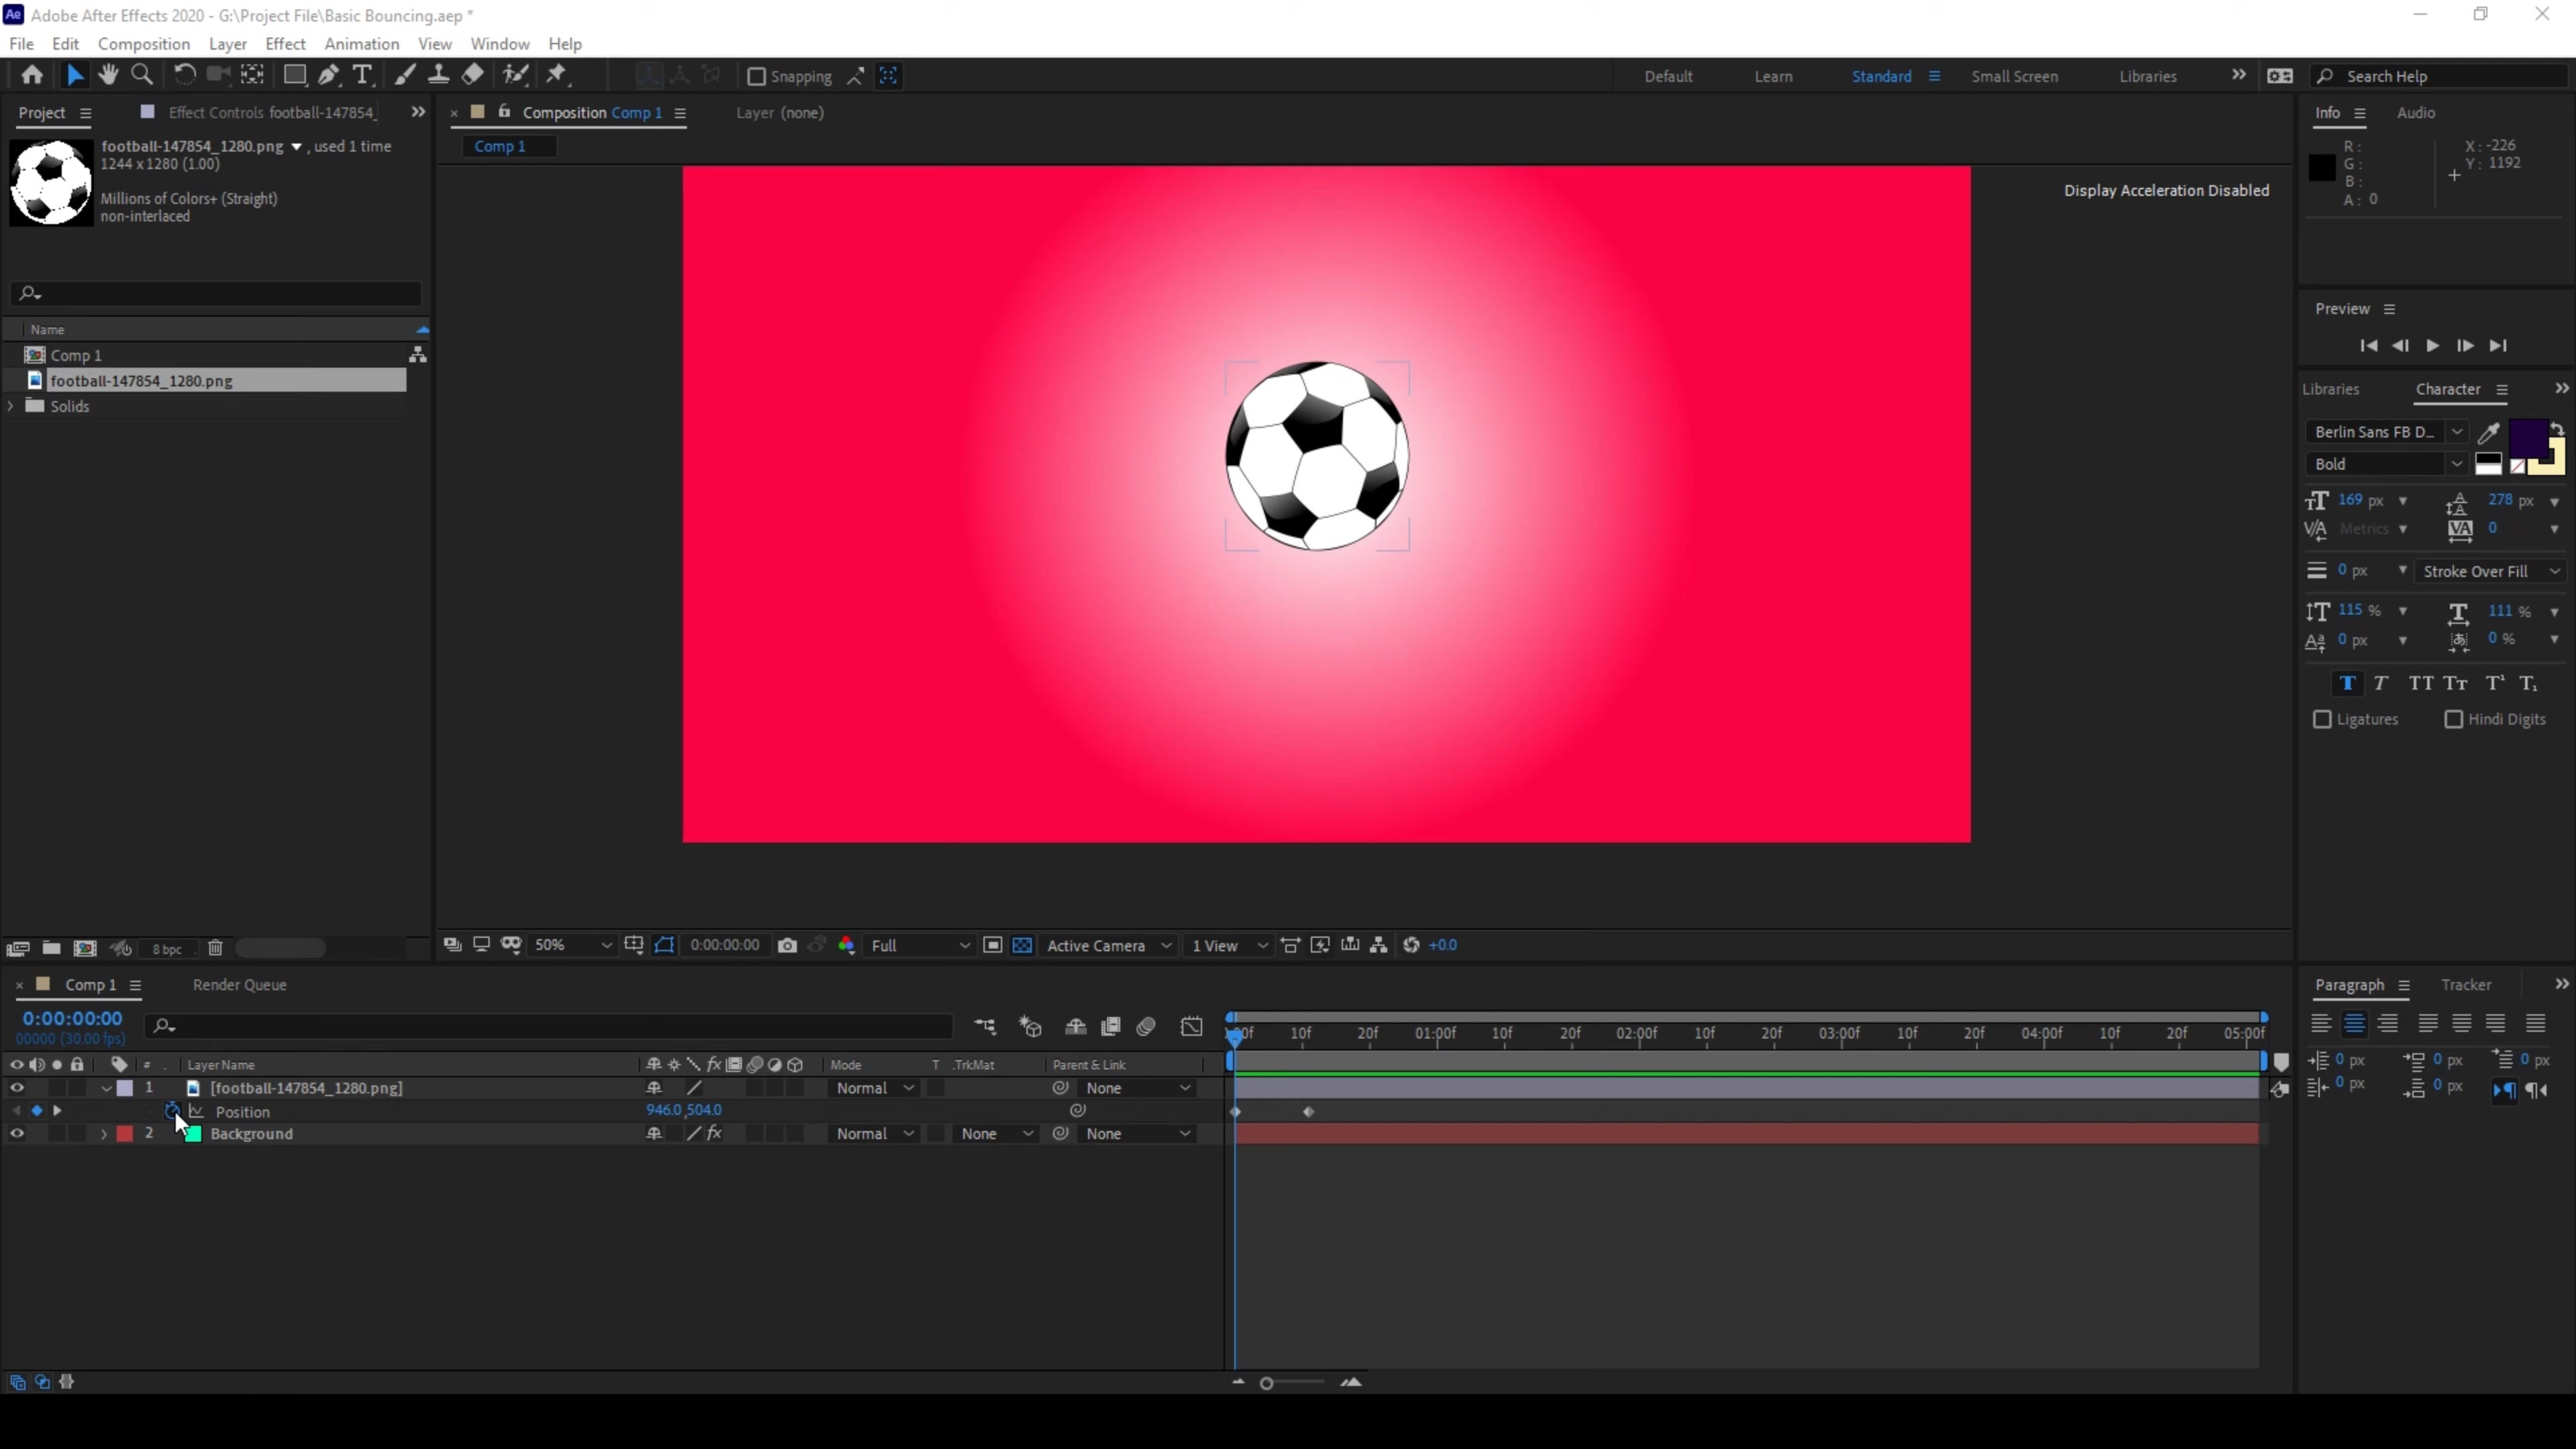 Ae Adobe After Effects 2020 - G:\Project File\Basic Bouncing.aep *
File Edit Composition Layer Effect Animation View Window Help
Snapping Default Learn Standard Small Screen Libraries Search Help
Project Effect Controls football-147854_ Composition Comp 1 Layer (none) Info Audio
football-147854_1280.png , used 1 time
1244 x 1280 (1.00)
Millions of Colors+ (Straight)
non-interlaced
Comp 1
Display Acceleration Disabled
R :
G :
B :
A : 0
X : -226
Y : 1192
Name
Comp 1
football-147854_1280.png
Solids
Preview
Libraries Character
Berlin Sans FB D...
Bold
169 px 278 px
Metrics 0
0 px Stroke Over Fill
115 % 111 %
0 px 0 %
T T TT Tт T¹ T₁
Ligatures Hindi Digits
8 bpc
50% 0:00:00:00 Full Active Camera 1 View +0.0
Comp 1 Render Queue
0:00:00:00
00000 (30.00 fps)
10f 20f 01:00f 10f 20f 02:00f 10f 20f 03:00f 10f 20f 04:00f 10f 20f 05:00f
# Layer Name Mode T .TrkMat Parent & Link
1 [football-147854_1280.png] Normal None
Position 946.0,504.0
2 Background Normal None None
Paragraph Tracker
0 px 0 px 0 px
0 px 0 px